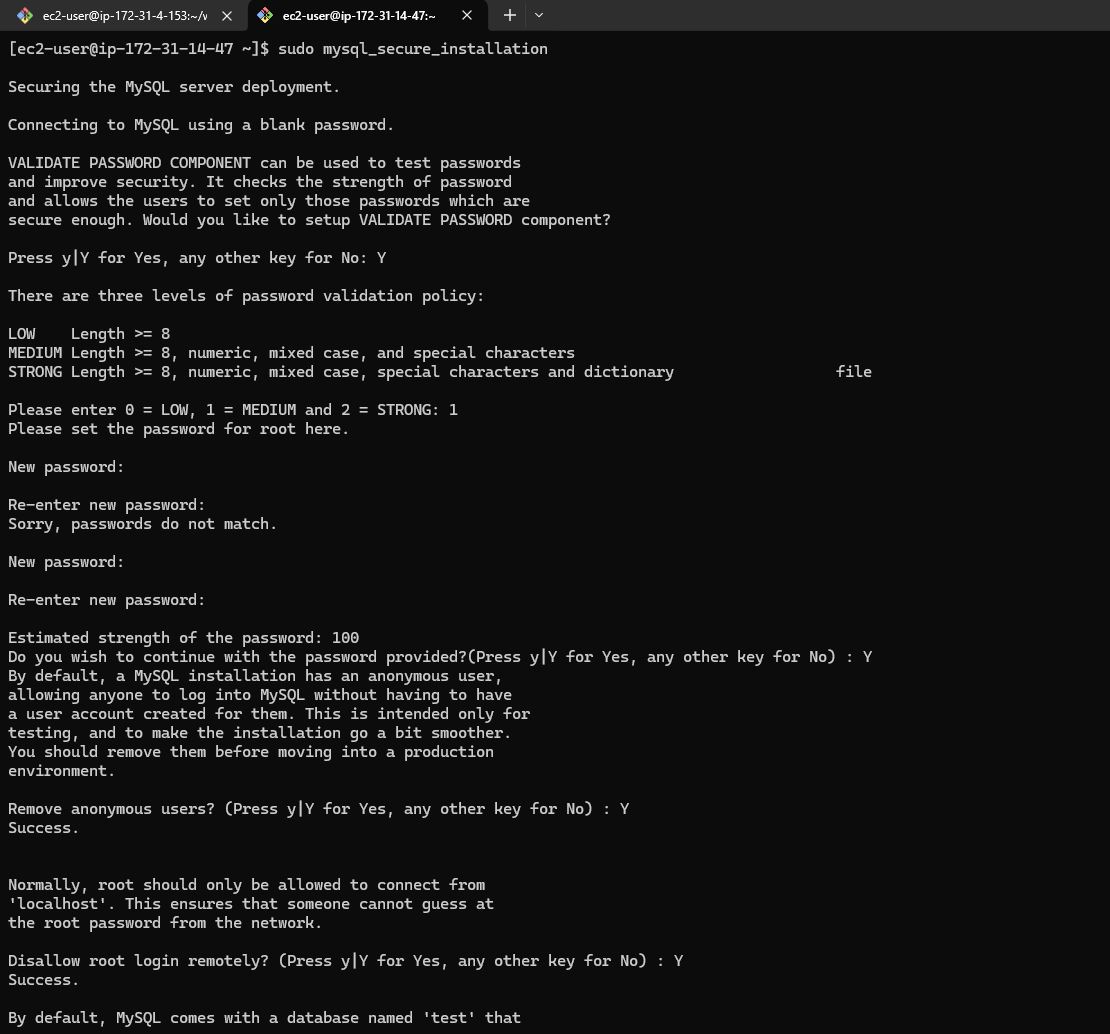 ec2-user@ip-172-31-4-153:~/v
ec2-user@ip-172-31-14-47:~
[ec2-user@ip-172-31-14-47 ~]$ sudo mysql_secure_installation
Securing the MySQL server deployment.
Connecting to MySQL using a blank password.
VALIDATE PASSWORD COMPONENT can be used to test passwords
and improve security. It checks the strength of password
and allows the users to set only those passwords which are
secure enough. Would you like to setup VALIDATE PASSWORD component?
Press y|Y for Yes, any other key for No: Y
There are three levels of password validation policy:
LOW    Length >= 8
MEDIUM Length >= 8, numeric, mixed case, and special characters
STRONG Length >= 8, numeric, mixed case, special characters and dictionary                  file
Please enter 0 = LOW, 1 = MEDIUM and 2 = STRONG: 1
Please set the password for root here.
New password:
Re-enter new password:
Sorry, passwords do not match.
New password:
Re-enter new password:
Estimated strength of the password: 100
Do you wish to continue with the password provided?(Press y|Y for Yes, any other key for No) : Y
By default, a MySQL installation has an anonymous user,
allowing anyone to log into MySQL without having to have
a user account created for them. This is intended only for
testing, and to make the installation go a bit smoother.
You should remove them before moving into a production
environment.
Remove anonymous users? (Press y|Y for Yes, any other key for No) : Y
Success.
Normally, root should only be allowed to connect from
'localhost'. This ensures that someone cannot guess at
the root password from the network.
Disallow root login remotely? (Press y|Y for Yes, any other key for No) : Y
Success.
By default, MySQL comes with a database named 'test' that